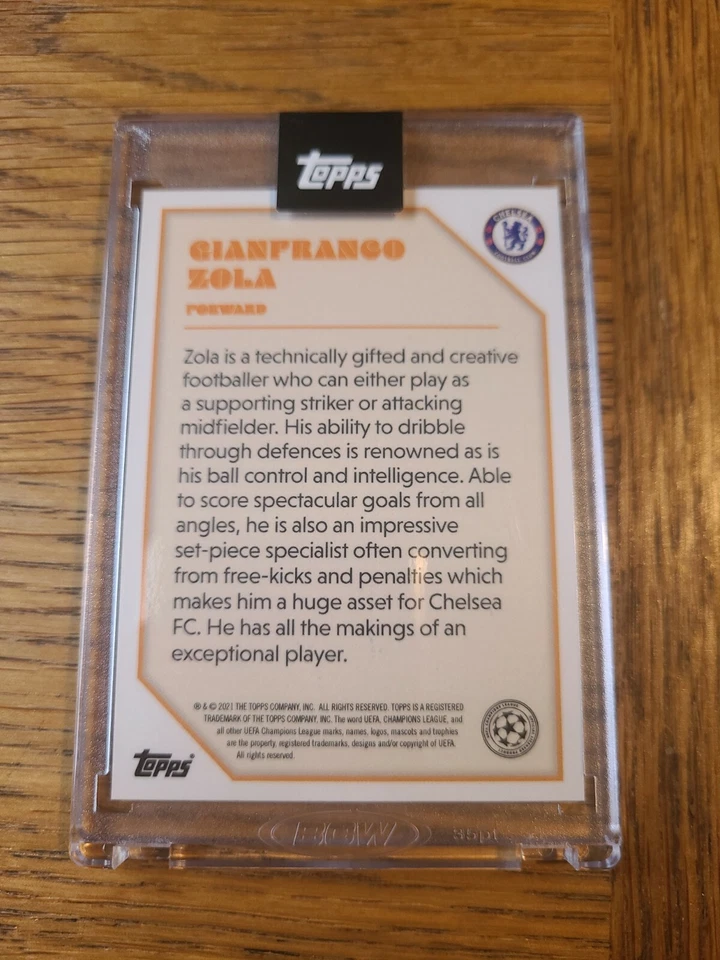 Topps
CHELSEA
FOOTBALL CLUB
GIANFRANCO
ZOLA
FORWARD
Zola is a technically gifted and creative
footballer who can either play as
a supporting striker or attacking
midfielder. His ability to dribble
through defences is renowned as is
his ball control and intelligence. Able
to score spectacular goals from all
angles, he is also an impressive
set-piece specialist often converting
from free-kicks and penalties which
makes him a huge asset for Chelsea
FC. He has all the makings of an
exceptional player.
® & © 2021 THE TOPPS COMPANY, INC. ALL RIGHTS RESERVED. TOPPS IS A REGISTERED
TRADEMARK OF THE TOPPS COMPANY, INC. The word UEFA, CHAMPIONS LEAGUE, and
all other UEFA Champions League marks, names, logos, mascots and trophies
are the property, registered trademarks, designs and/or copyright of UEFA.
All rights reserved.
Topps®
BCW
35pt